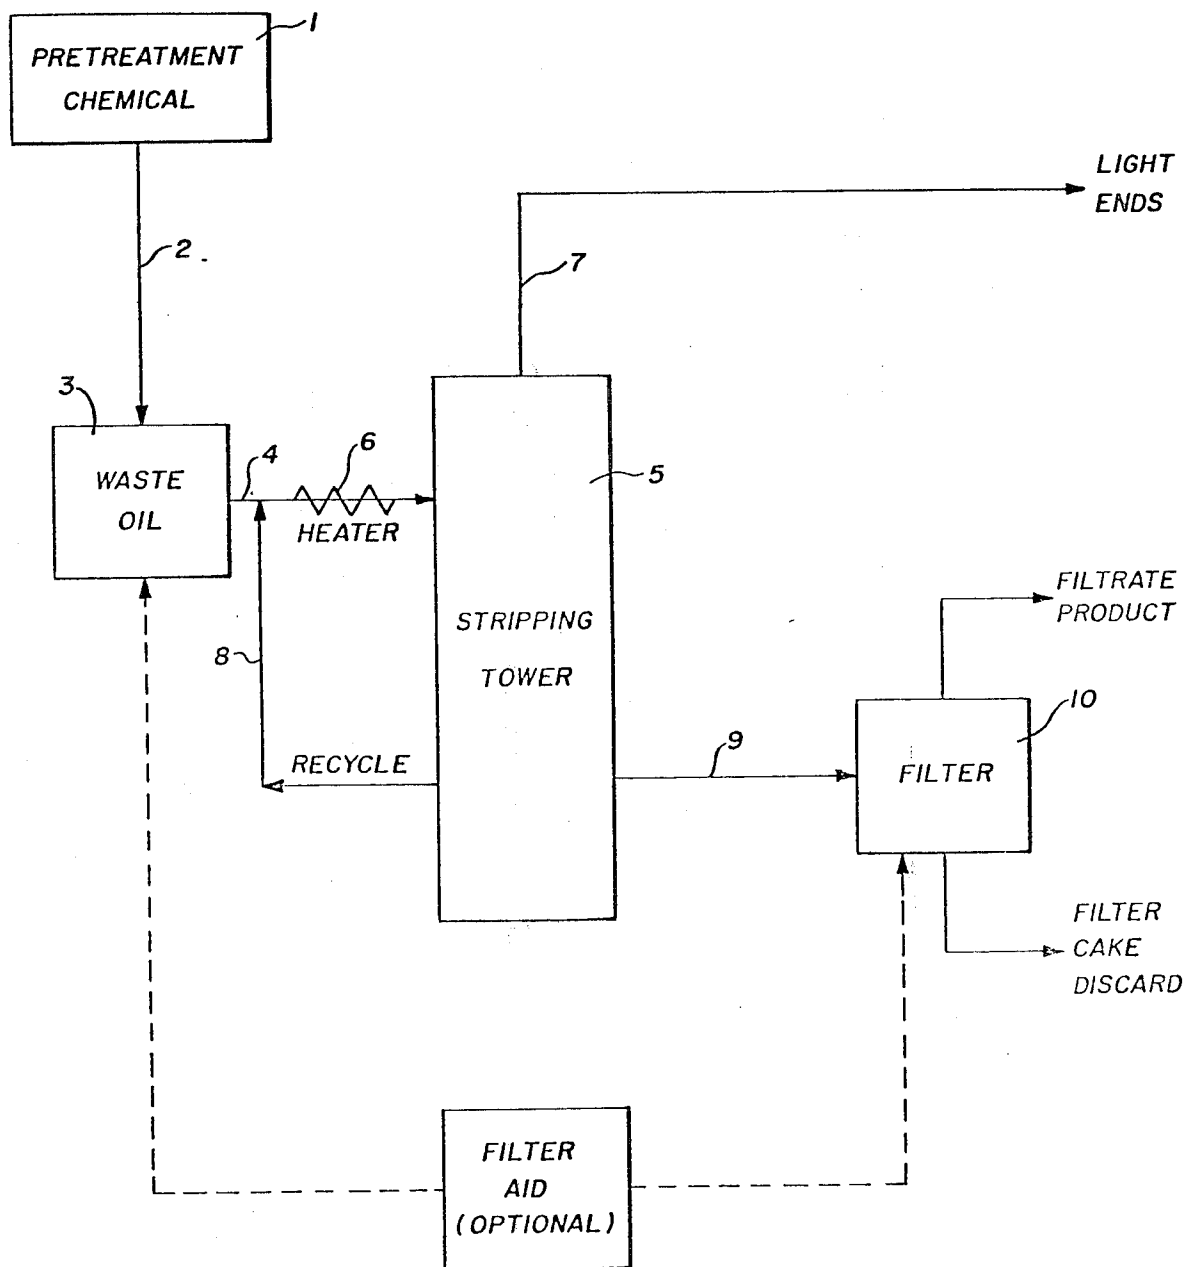 1
PRETREATMENT
CHEMICAL
LIGHT
ENDS
2
7
3
WASTE
OIL
4
6
HEATER
5
STRIPPING
TOWER
FILTRATE
PRODUCT
8
RECYCLE
9
10
FILTER
FILTER
CAKE
DISCARD
FILTER
AID
(OPTIONAL)